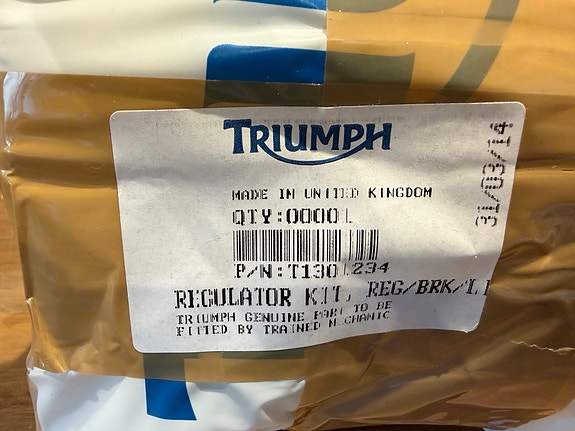 TRIUMPH
MADE IN UNITED KINGDOM
QTY:00001
P/N:T1301234
REGULATOR KIT, REG/BRK/LI
TRIUMPH GENUINE PART TO BE
FITTED BY TRAINED MECHANIC
31/03/14